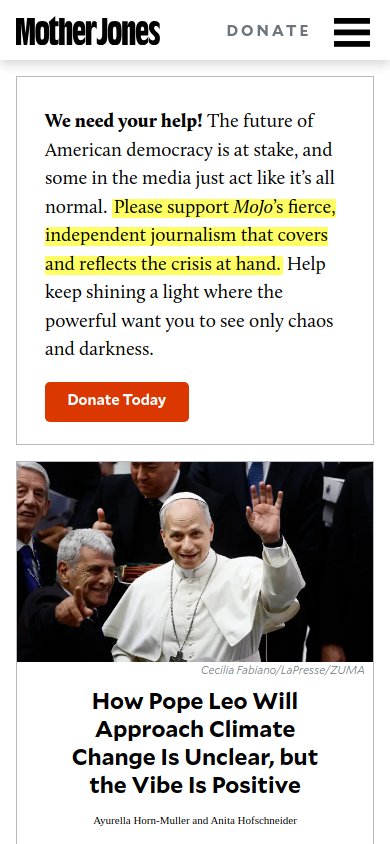 Mother Jones
DONATE
We need your help! The future of
American democracy is at stake, and
some in the media just act like it’s all
normal. Please support MoJo’s fierce,
independent journalism that covers
and reflects the crisis at hand. Help
keep shining a light where the
powerful want you to see only chaos
and darkness.
Donate Today
Cecilia Fabiano/LaPresse/ZUMA
How Pope Leo Will
Approach Climate
Change Is Unclear, but
the Vibe Is Positive
Ayurella Horn-Muller and Anita Hofschneider